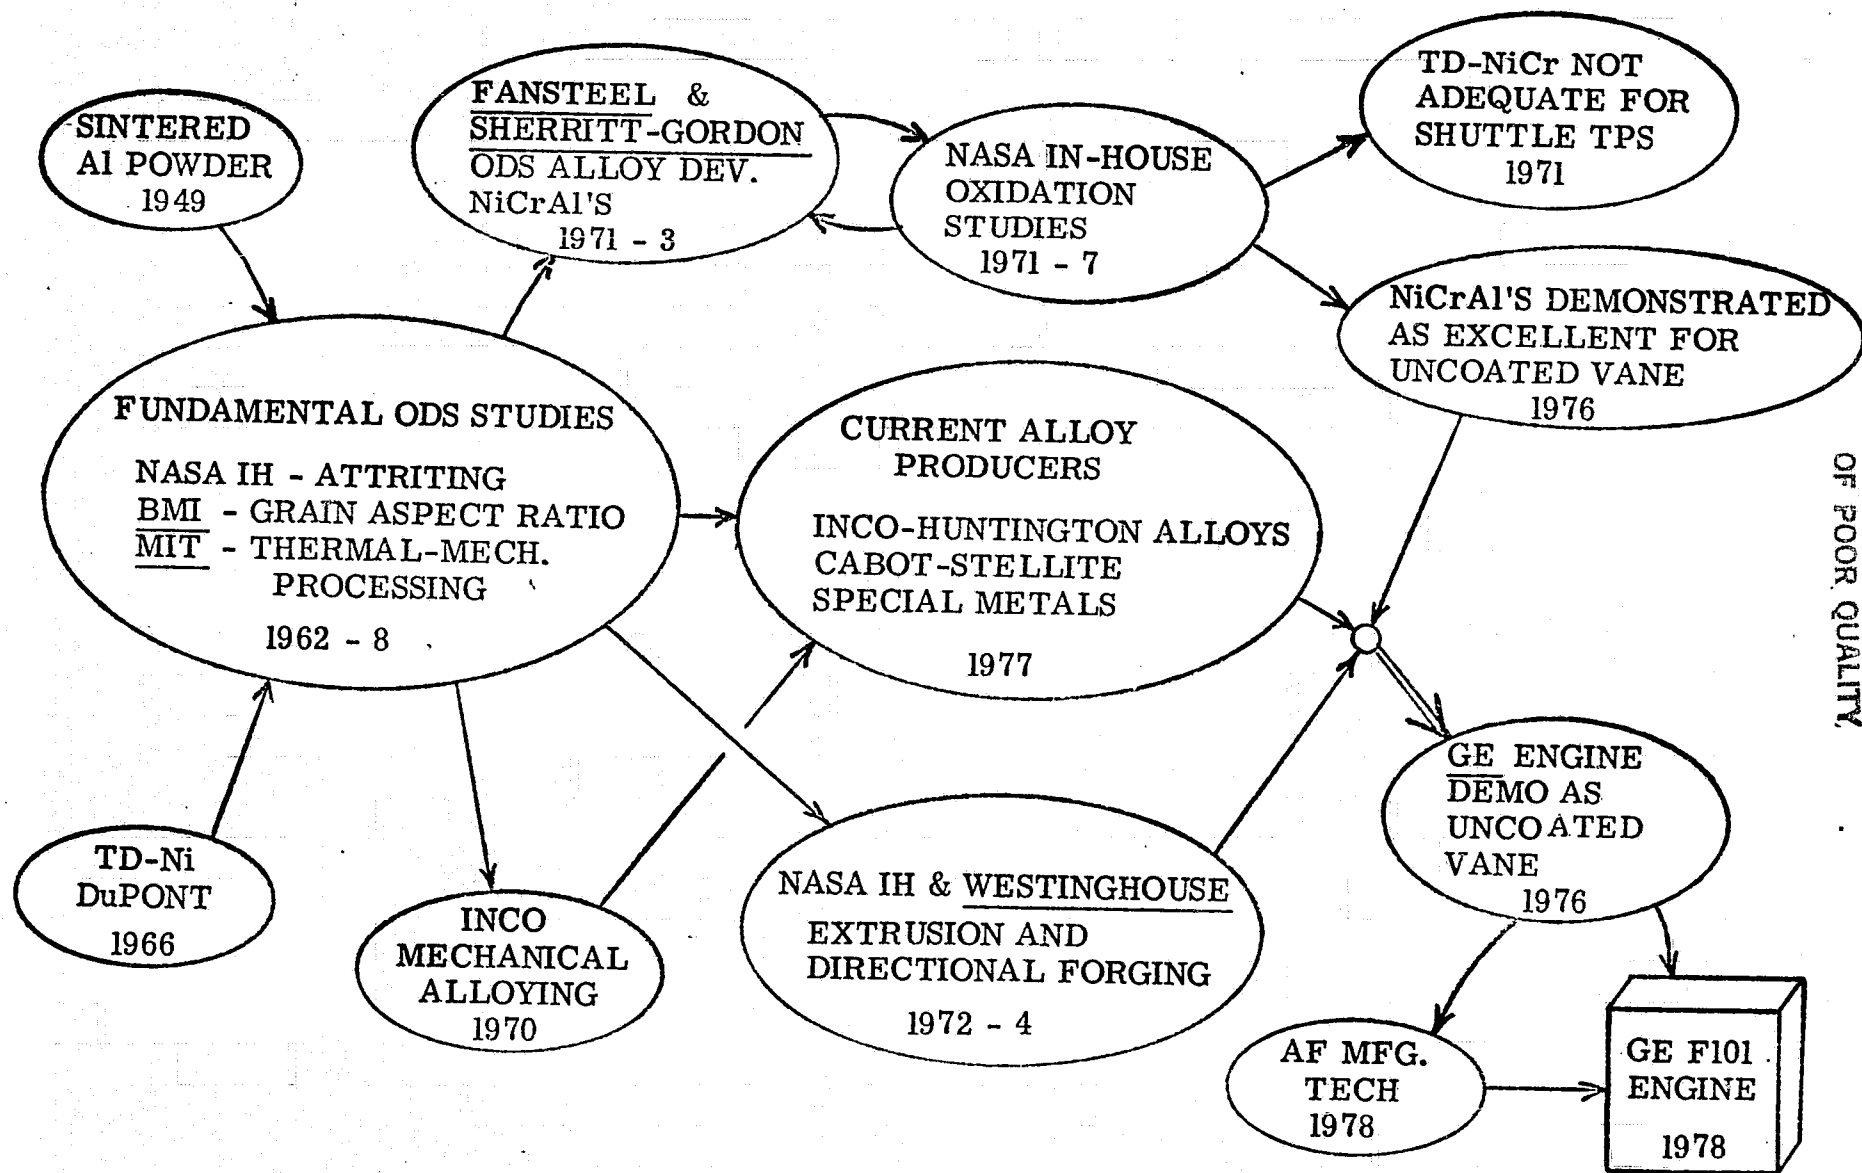 SINTERED
Al POWDER
1949
FANSTEEL &
SHERRITT-GORDON
ODS ALLOY DEV.
NiCrAl'S
1971 - 3
NASA IN-HOUSE
OXIDATION
STUDIES
1971 - 7
TD-NiCr NOT
ADEQUATE FOR
SHUTTLE TPS
1971
NiCrAl'S DEMONSTRATED
AS EXCELLENT FOR
UNCOATED VANE
1976
FUNDAMENTAL ODS STUDIES
NASA IH - ATTRITING
BMI - GRAIN ASPECT RATIO
MIT - THERMAL-MECH.
PROCESSING
1962 - 8
CURRENT ALLOY
PRODUCERS
INCO-HUNTINGTON ALLOYS
CABOT-STELLITE
SPECIAL METALS
1977
OF POOR QUALITY
TD-Ni
DuPONT
1966
INCO
MECHANICAL
ALLOYING
1970
NASA IH & WESTINGHOUSE
EXTRUSION AND
DIRECTIONAL FORGING
1972 - 4
GE ENGINE
DEMO AS
UNCOATED
VANE
1976
AF MFG.
TECH
1978
GE F101
ENGINE
1978